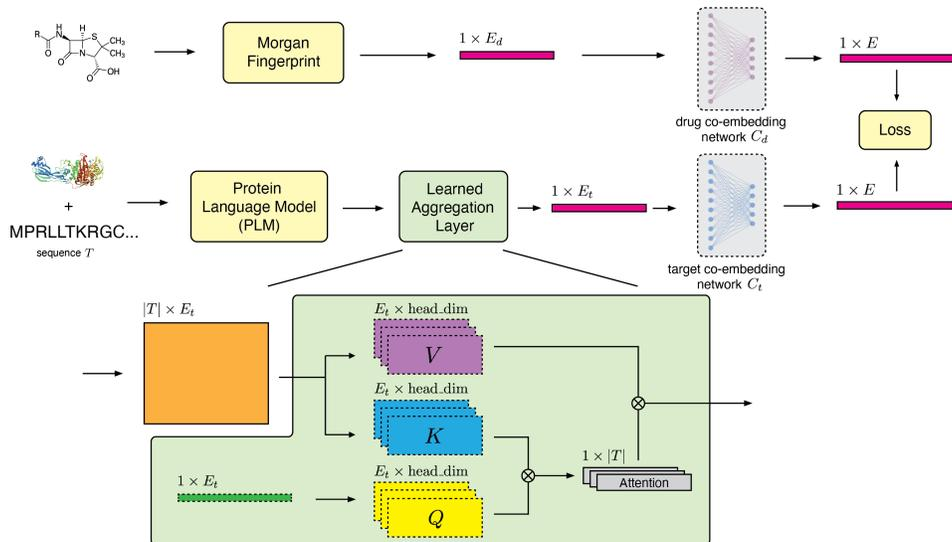 R
H
N
O
H
S
CH3
CH3
N
O
O
OH
Morgan
Fingerprint
1 × E_d
drug co-embedding
network C_d
1 × E
Loss
+
MPRLLTKRGC...
sequence T
Protein
Language Model
(PLM)
Learned
Aggregation
Layer
1 × E_t
target co-embedding
network C_t
1 × E
|T| × E_t
E_t × head_dim
V
E_t × head_dim
K
1 × E_t
E_t × head_dim
Q
1 × |T|
Attention